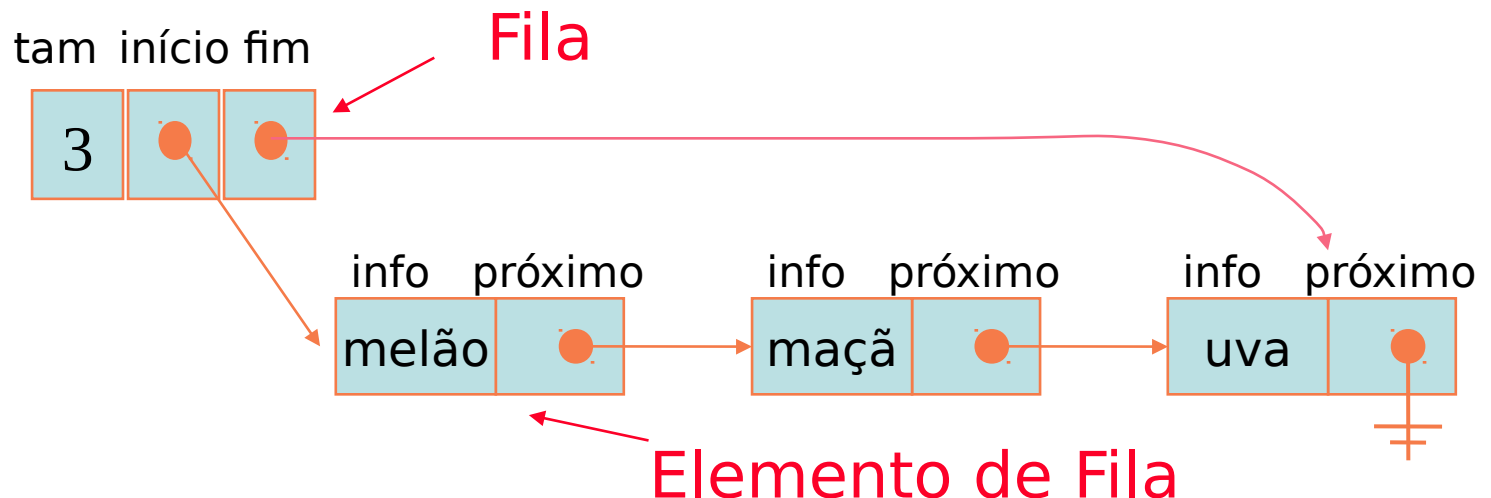 Fila
tam início fim
3
info próximo info próximo info próximo
melão maçã uva
Elemento de Fila